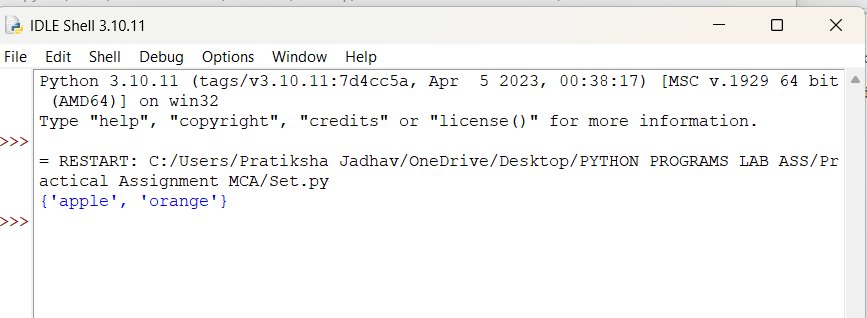 IDLE Shell 3.10.11
File Edit Shell Debug Options Window Help
Python 3.10.11 (tags/v3.10.11:7d4cc5a, Apr  5 2023, 00:38:17) [MSC v.1929 64 bit
 (AMD64)] on win32
Type "help", "copyright", "credits" or "license()" for more information.
>>>
= RESTART: C:/Users/Pratiksha Jadhav/OneDrive/Desktop/PYTHON PROGRAMS LAB ASS/Pr
actical Assignment MCA/Set.py
{'apple', 'orange'}
>>>